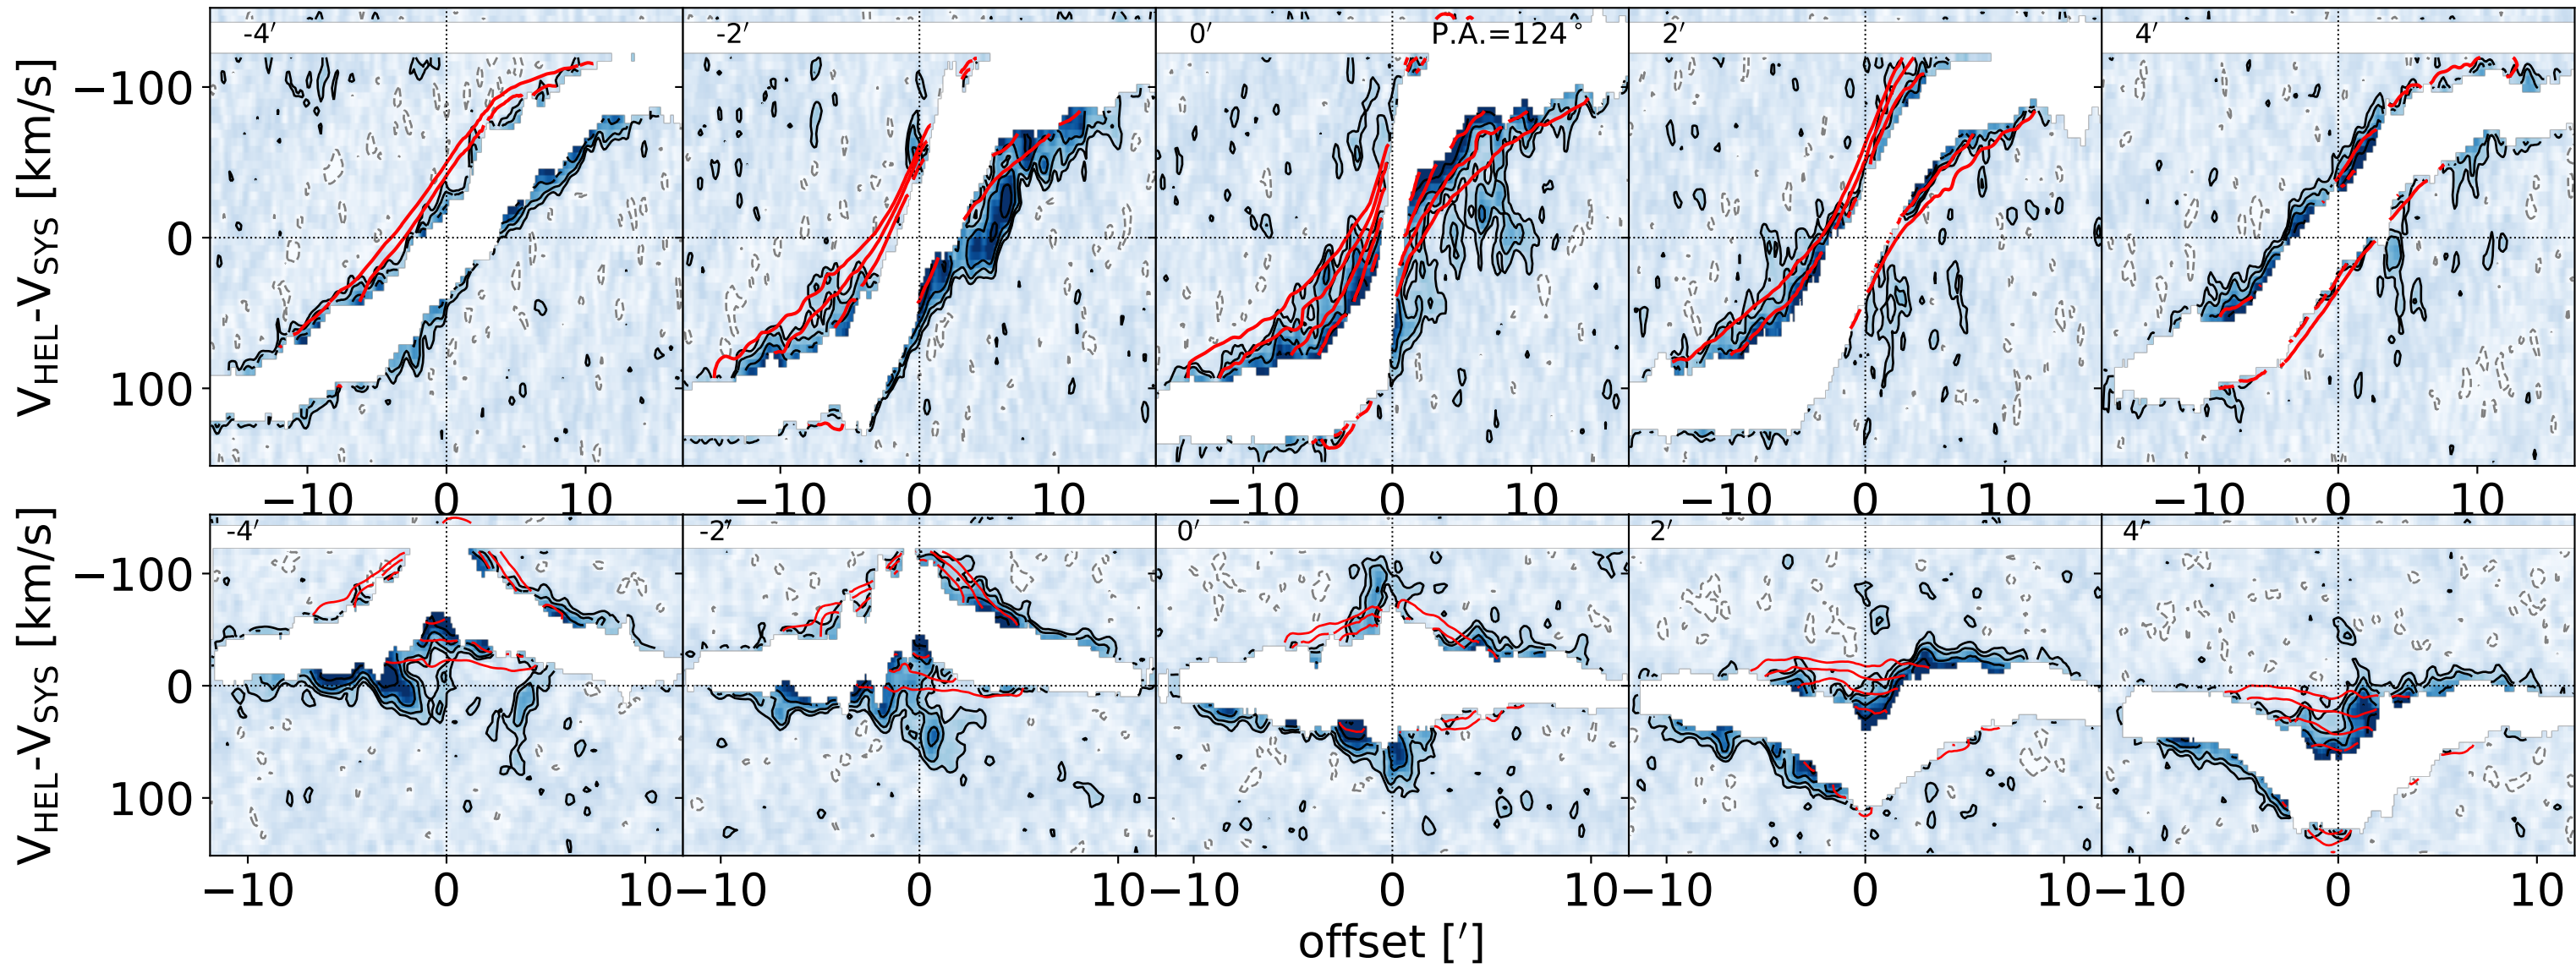 -4′ -2′ 0′ P.A.=124° 2′ 4′
V_HEL-V_SYS [km/s]
−100
0
100
−10 0 10 −10 0 10 −10 0 10 −10 0 10 −10 0 10
-4′ -2′ 0′ 2′ 4′
V_HEL-V_SYS [km/s]
−100
0
100
−10 0 10 −10 0 10 −10 0 10 −10 0 10 −10 0 10
offset [′]